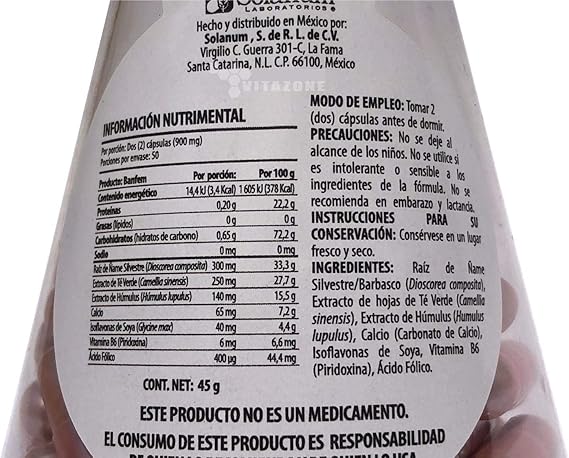 Solanum
LABORATORIOS®
Hecho y distribuido en México por:
Solanum , S. de R. L. de C.V.
Virgilio C. Guerra 301-C, La Fama
Santa Catarina, N.L. C.P. 66100, México
VITAZONE
INFORMACIÓN NUTRIMENTAL
Por porción: Dos (2) cápsulas (900 mg)
Porciones por envase: 50
Producto: Banfem Por porción: Por 100 g
Contenido energético 14,4 kJ (3,4 Kcal) 1 605 kJ (378 Kcal)
Proteínas 0,20 g 22,2 g
Grasas (lípidos) 0 g 0 g
Carbohidratos (hidratos de carbono) 0,65 g 72,2 g
Sodio 0 mg 0 mg
Raíz de Ñame Silvestre (Dioscorea composita) 300 mg 33,3 g
Extracto de Té Verde (Camellia sinensis) 250 mg 27,7 g
Extracto de Húmulus (Húmulus lupulus) 140 mg 15,5 g
Calcio 65 mg 7,2 g
Isoflavonas de Soya (Glycine max) 40 mg 4,4 g
Vitamina B6 (Piridoxina) 6 mg 6,6 mg
Ácido Fólico 400 µg 44,4 mg
CONT. NET: 45 g
MODO DE EMPLEO: Tomar 2
(dos) cápsulas antes de dormir.
PRECAUCIONES: No se deje al
alcance de los niños. No se utilice si
es intolerante o sensible a los
ingredientes de la fórmula. No se
recomienda en embarazo y lactancia.
INSTRUCCIONES PARA SU
CONSERVACIÓN: Consérvese en un lugar
fresco y seco.
INGREDIENTES: Raíz de Ñame
Silvestre/Barbasco (Dioscorea composita),
Extracto de hojas de Té Verde (Camellia
sinensis), Extracto de Húmulus (Humulus
lupulus), Calcio (Carbonato de Calcio),
Isoflavonas de Soya, Vitamina B6
(Piridoxina), Ácido Fólico.
ESTE PRODUCTO NO ES UN MEDICAMENTO.
EL CONSUMO DE ESTE PRODUCTO ES RESPONSABILIDAD
DE QUIEN LO RECOMIENDA Y DE QUIEN LO USA